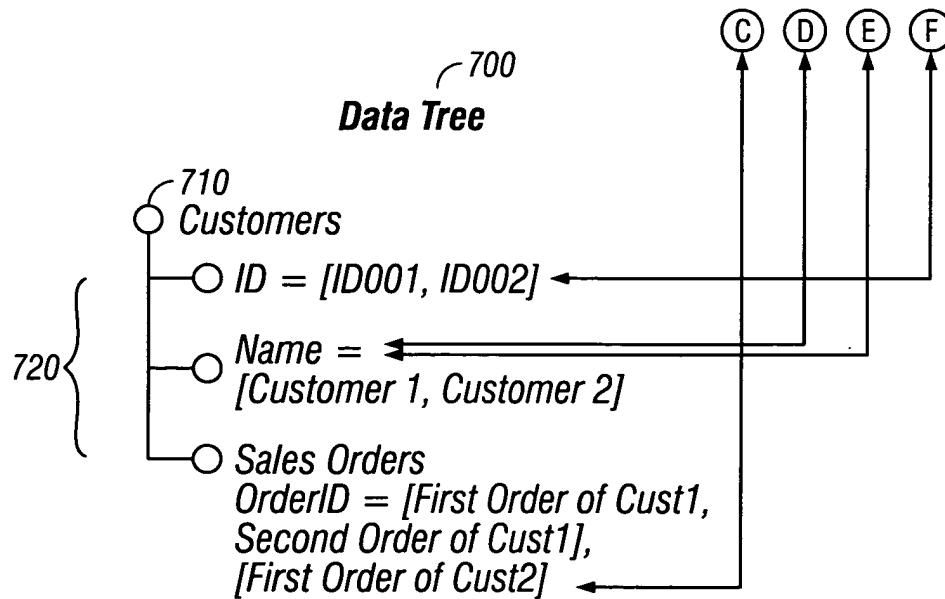 C D E F
700
Data Tree
710
Customers
ID = [ID001, ID002]
720
Name =
[Customer 1, Customer 2]
Sales Orders
OrderID = [First Order of Cust1,
Second Order of Cust1],
[First Order of Cust2]